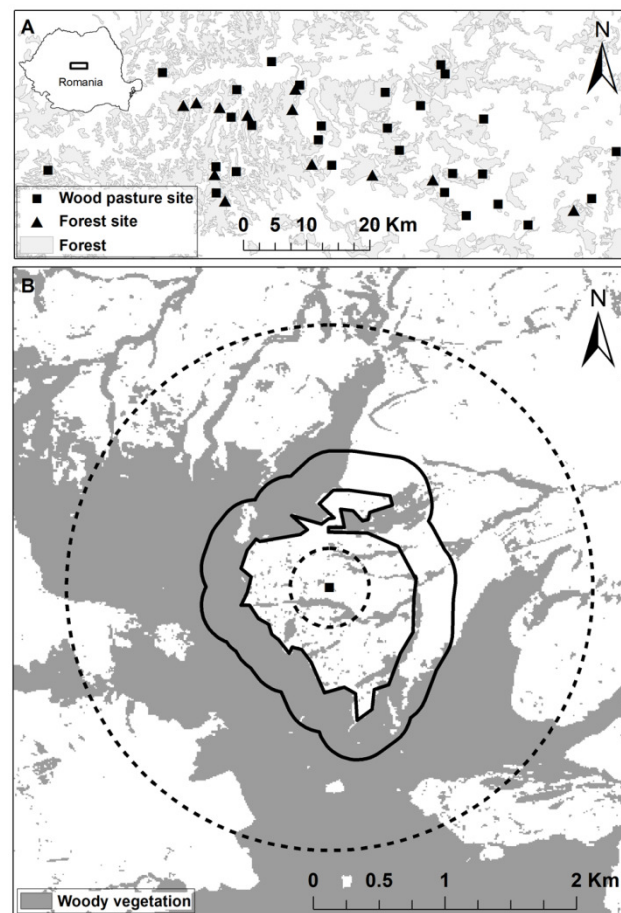 A
N
Romania
Wood pasture site
Forest site
Forest
0 5 10 20 Km
B
N
0 0.5 1 2 Km
Woody vegetation